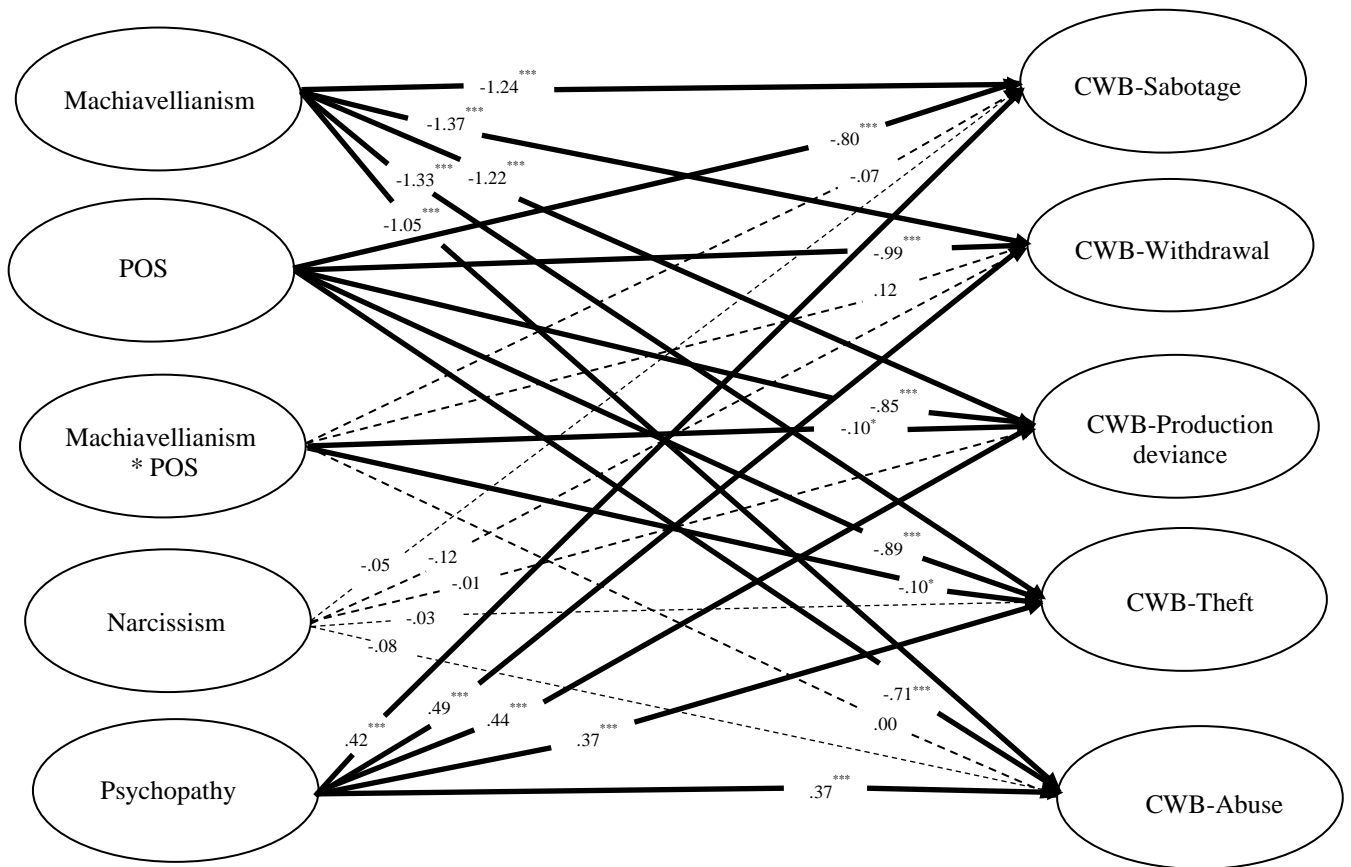 Machiavellianism
POS
Machiavellianism
* POS
Narcissism
Psychopathy
-1.24***
-1.37***
-1.33***
-1.22***
-1.05***
-.80***
-.07
-.99***
.12
-.85***
-.10*
-.89***
-.10*
-.05
-.12
-.01
-.03
-.08
-.71***
.00
.49***
.44***
.42***
.37***
.37***
CWB-Sabotage
CWB-Withdrawal
CWB-Production
deviance
CWB-Theft
CWB-Abuse